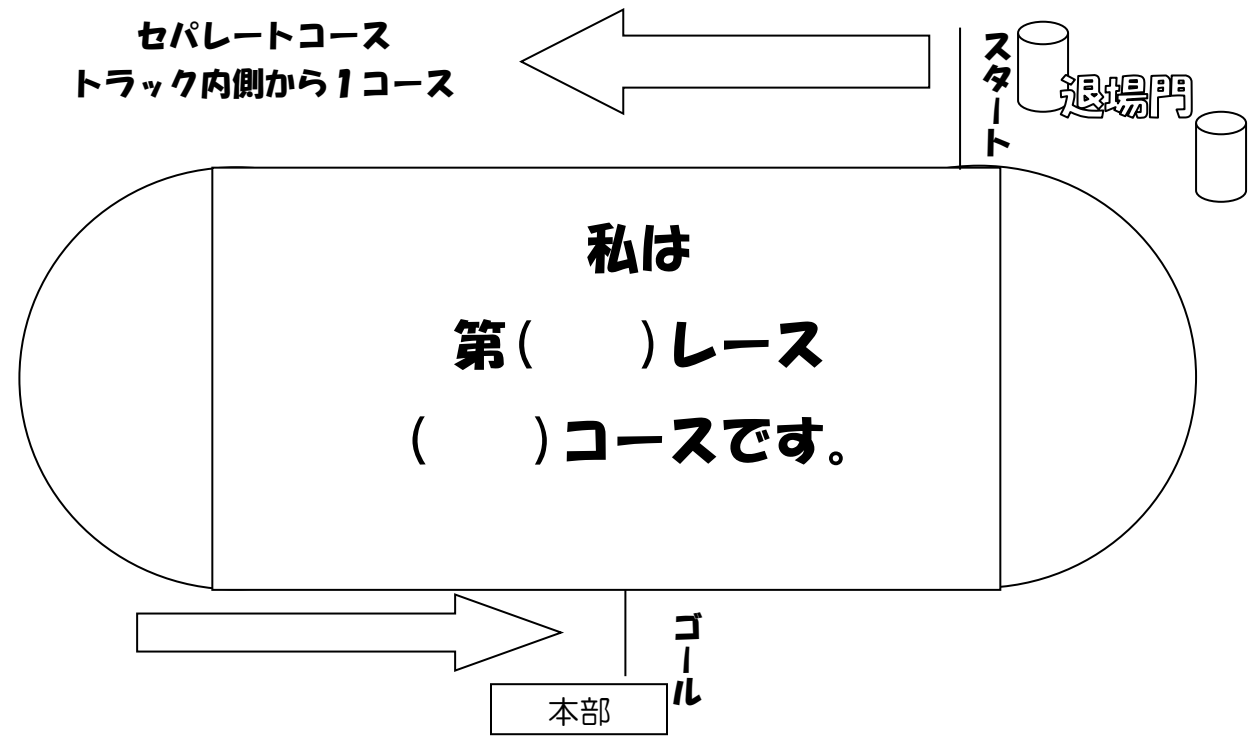 セパレートコース
トラック内側から１コース
スタート
退場門
私は
第(　　)レース
(　　)コースです。
ゴール
本部